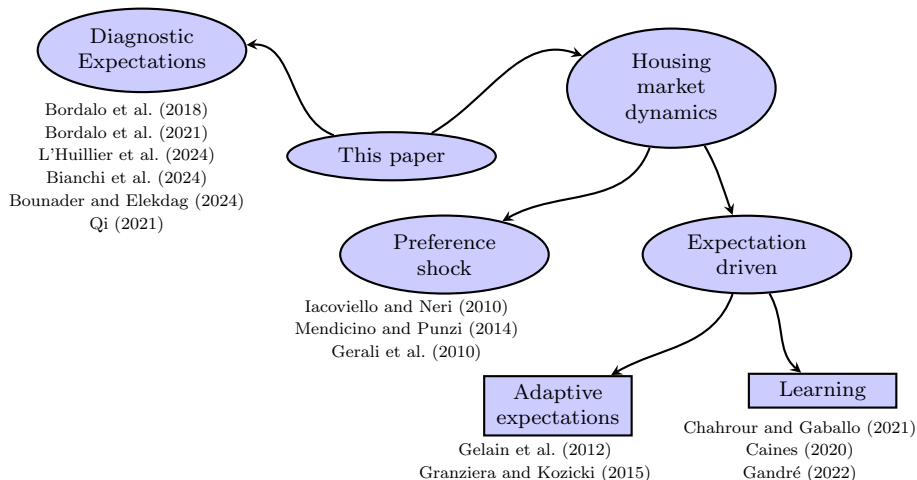 Diagnostic
Expectations
Bordalo et al. (2018)
Bordalo et al. (2021)
L'Huillier et al. (2024)
Bianchi et al. (2024)
Bounader and Elekdag (2024)
Qi (2021)
This paper
Housing
market
dynamics
Preference
shock
Iacoviello and Neri (2010)
Mendicino and Punzi (2014)
Gerali et al. (2010)
Expectation
driven
Adaptive
expectations
Gelain et al. (2012)
Granziera and Kozicki (2015)
Learning
Chahrour and Gaballo (2021)
Caines (2020)
Gandré (2022)